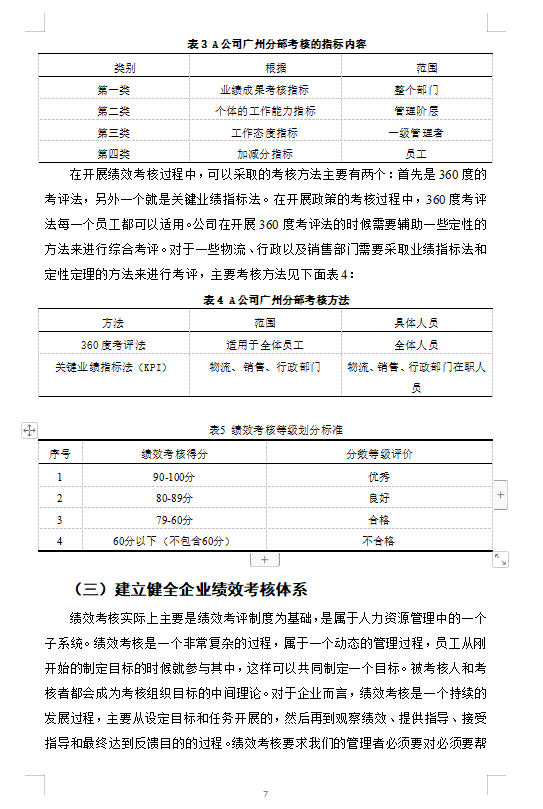 表3 A公司广州分部考核的指标内容
类别 根据 范围
第一类 业绩成果考核指标 整个部门
第二类 个体的工作能力指标 管理阶层
第三类 工作态度指标 一级管理者
第四类 加减分指标 员工
在开展绩效考核过程中，可以采取的考核方法主要有两个：首先是 360 度的
考评法，另外一个就是关键业绩指标法。在开展政策的考核过程中，360 度考评
法每一个员工都可以适用。公司在开展 360 度考评法的时候需要辅助一些定性的
方法来进行综合考评。对于一些物流、行政以及销售部门需要采取业绩指标法和
定性定理的方法来进行考评，主要考核方法见下面表 4：
表4 A公司广州分部考核方法
方法 范围 具体人员
360度考评法 适用于全体员工 全体人员
关键业绩指标法（KPI） 物流、销售、行政部门 物流、销售、行政部门在职人
员
表5 绩效考核等级划分标准
序号 绩效考核得分 分数等级评价
1 90-100分 优秀
2 80-89分 良好
3 79-60分 合格
4 60分以下（不包含60分） 不合格
（三）建立健全企业绩效考核体系
绩效考核实际上主要是绩效考评制度为基础，是属于人力资源管理中的一个
子系统。绩效考核是一个非常复杂的过程，属于一个动态的管理过程，员工从刚
开始的制定目标的时候就参与其中，这样可以共同制定一个目标。被考核人和考
核者都会成为考核组织目标的中间理论。对于企业而言，绩效考核是一个持续的
发展过程，主要从设定目标和任务开展的，然后再到观察绩效、提供指导、接受
指导和最终达到反馈目的的过程。绩效考核要求我们的管理者必须要对必须要帮
7